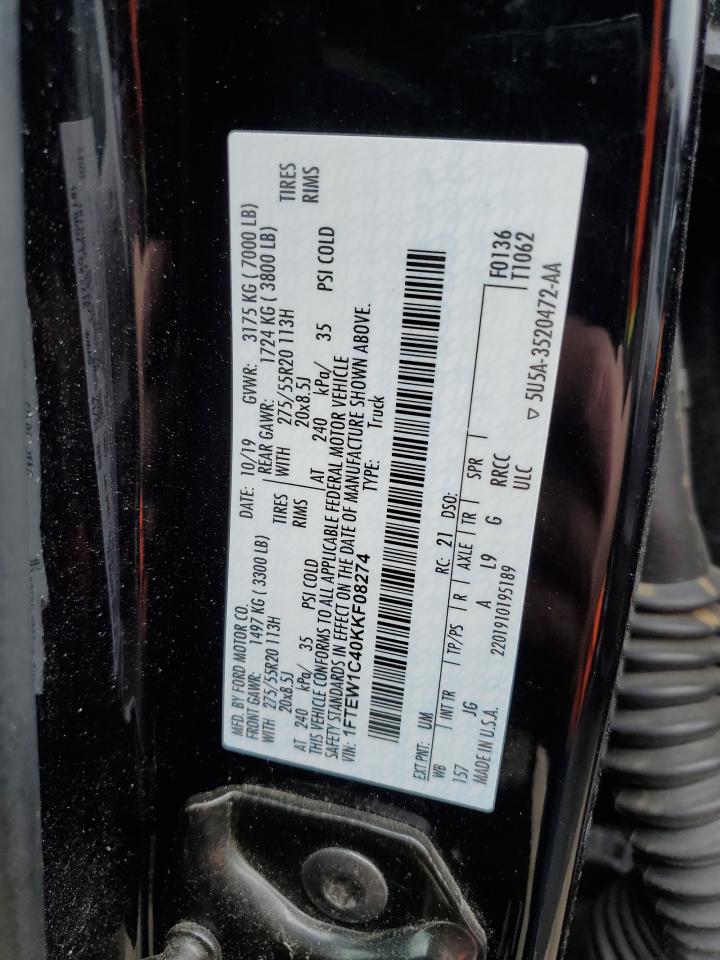 MFD. BY FORD MOTOR CO. DATE: 10/19 GVWR: 3175 KG ( 7000 LB)
FRONT GAWR: 1497 KG (3300 LB) REAR GAWR: 1724 KG ( 3800 LB)
WITH 275/55R20 113H TIRES WITH 275/55R20 113H TIRES
20x8.5J RIMS 20x8.5J RIMS
AT 240 kPa/ 35 PSI COLD AT 240 kPa/ 35 PSI COLD
THIS VEHICLE CONFORMS TO ALL APPLICABLE FEDERAL MOTOR VEHICLE
SAFETY STANDARDS IN EFFECT ON THE DATE OF MANUFACTURE SHOWN ABOVE.
VIN: 1FTEW1C40KKF08274 TYPE: Truck
EXT PNT: UM RC: 21 DSO: F0136
T1062
WB INT TR TP/PS R AXLE TR SPR
157 JG A L9 G RRCC
MADE IN U.S.A. 2201910195189 ULC ▽ 5U5A-3520472-AA